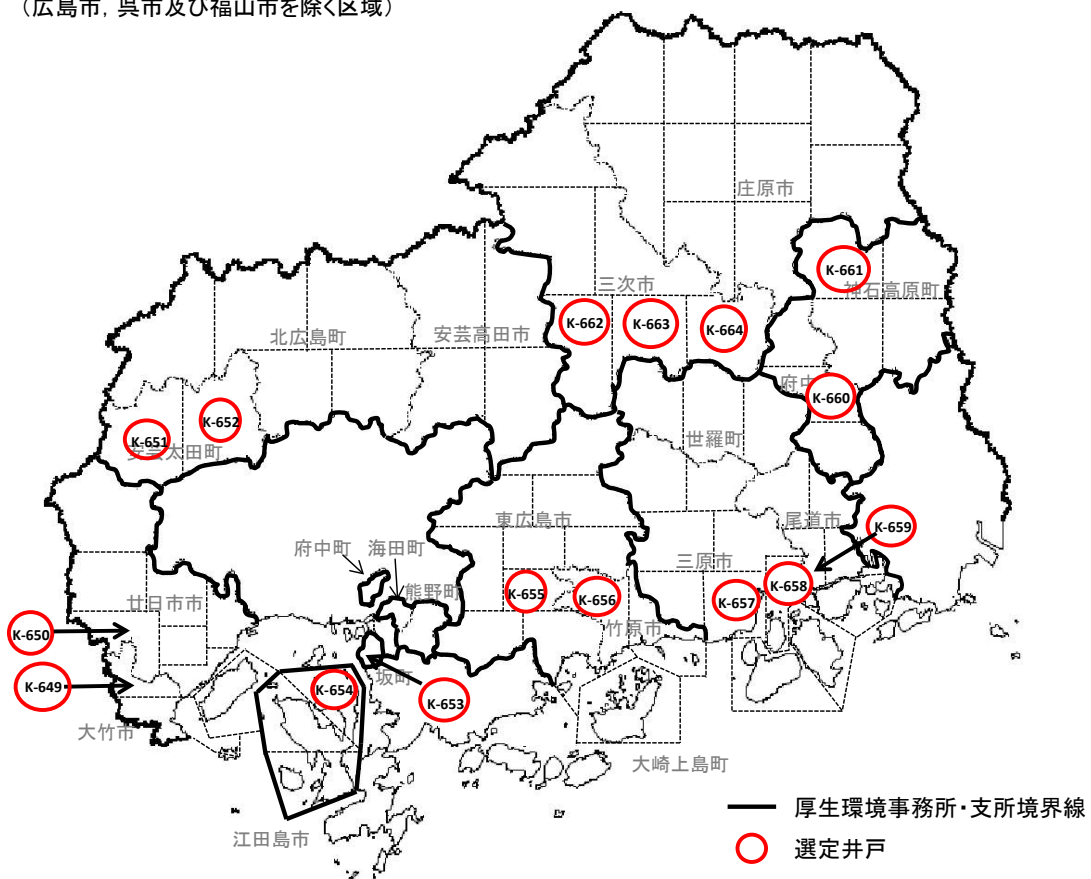 (広島市，呉市及び福山市を除く区域)
庄原市
K-661
神石高原町
三次市
K-662
K-663
K-664
北広島町
安芸高田市
府中
K-660
K-652
K-651
安芸太田町
世羅町
東広島市
尾道市
K-659
府中町
海田町
三原市
熊野町
K-655
K-656
K-657
K-658
廿日市市
竹原市
K-650
K-649
K-654
坂町
K-653
大竹市
大崎上島町
江田島市
厚生環境事務所・支所境界線
選定井戸